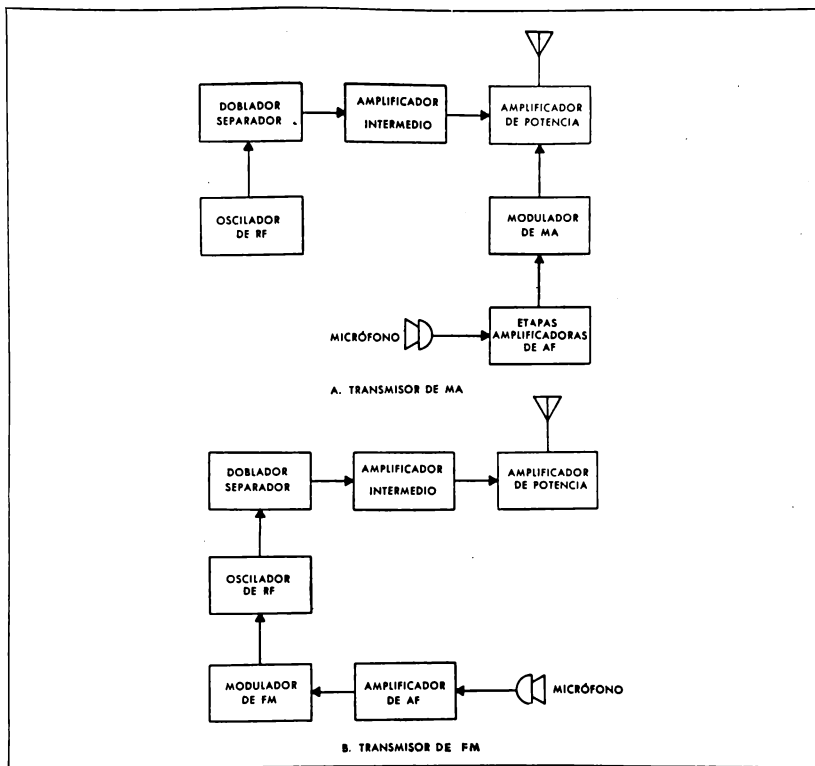 DOBLADOR
SEPARADOR
AMPLIFICADOR
INTERMEDIO
AMPLIFICADOR
DE POTENCIA
OSCILADOR
DE RF
MODULADOR
DE MA
MICRÓFONO
ETAPAS
AMPLIFICADORAS
DE AF
A. TRANSMISOR DE MA
DOBLADOR
SEPARADOR
AMPLIFICADOR
INTERMEDIO
AMPLIFICADOR
DE POTENCIA
OSCILADOR
DE RF
MODULADOR
DE FM
AMPLIFICADOR
DE AF
MICRÓFONO
B. TRANSMISOR DE FM